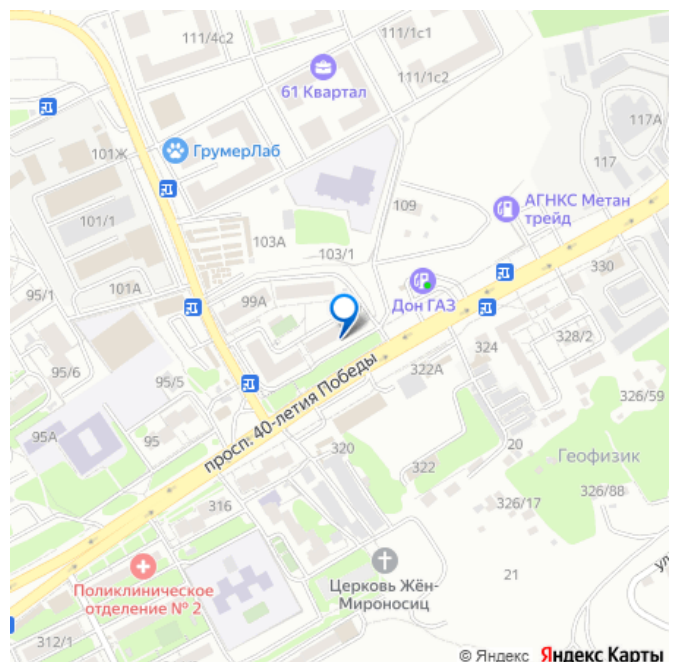 111/4с2
111/1с1
61 Квартал
111/1с2
117А
101Ж
ГрумерЛаб
117
АГНКС Метан
трейд
109
101/1
103А
103/1
330
101А
95/1
99А
Дон ГАЗ
328/2
324
95/6
95/5
322А
просп. 40-летия Победы
326/59
95А
95
320
20
Геофизик
322
326/17
326/88
316
ул
Поликлиническое
отделение № 2
Церковь Жён-
Мироносиц
21
312/1
© Яндекс Яндекс Карты